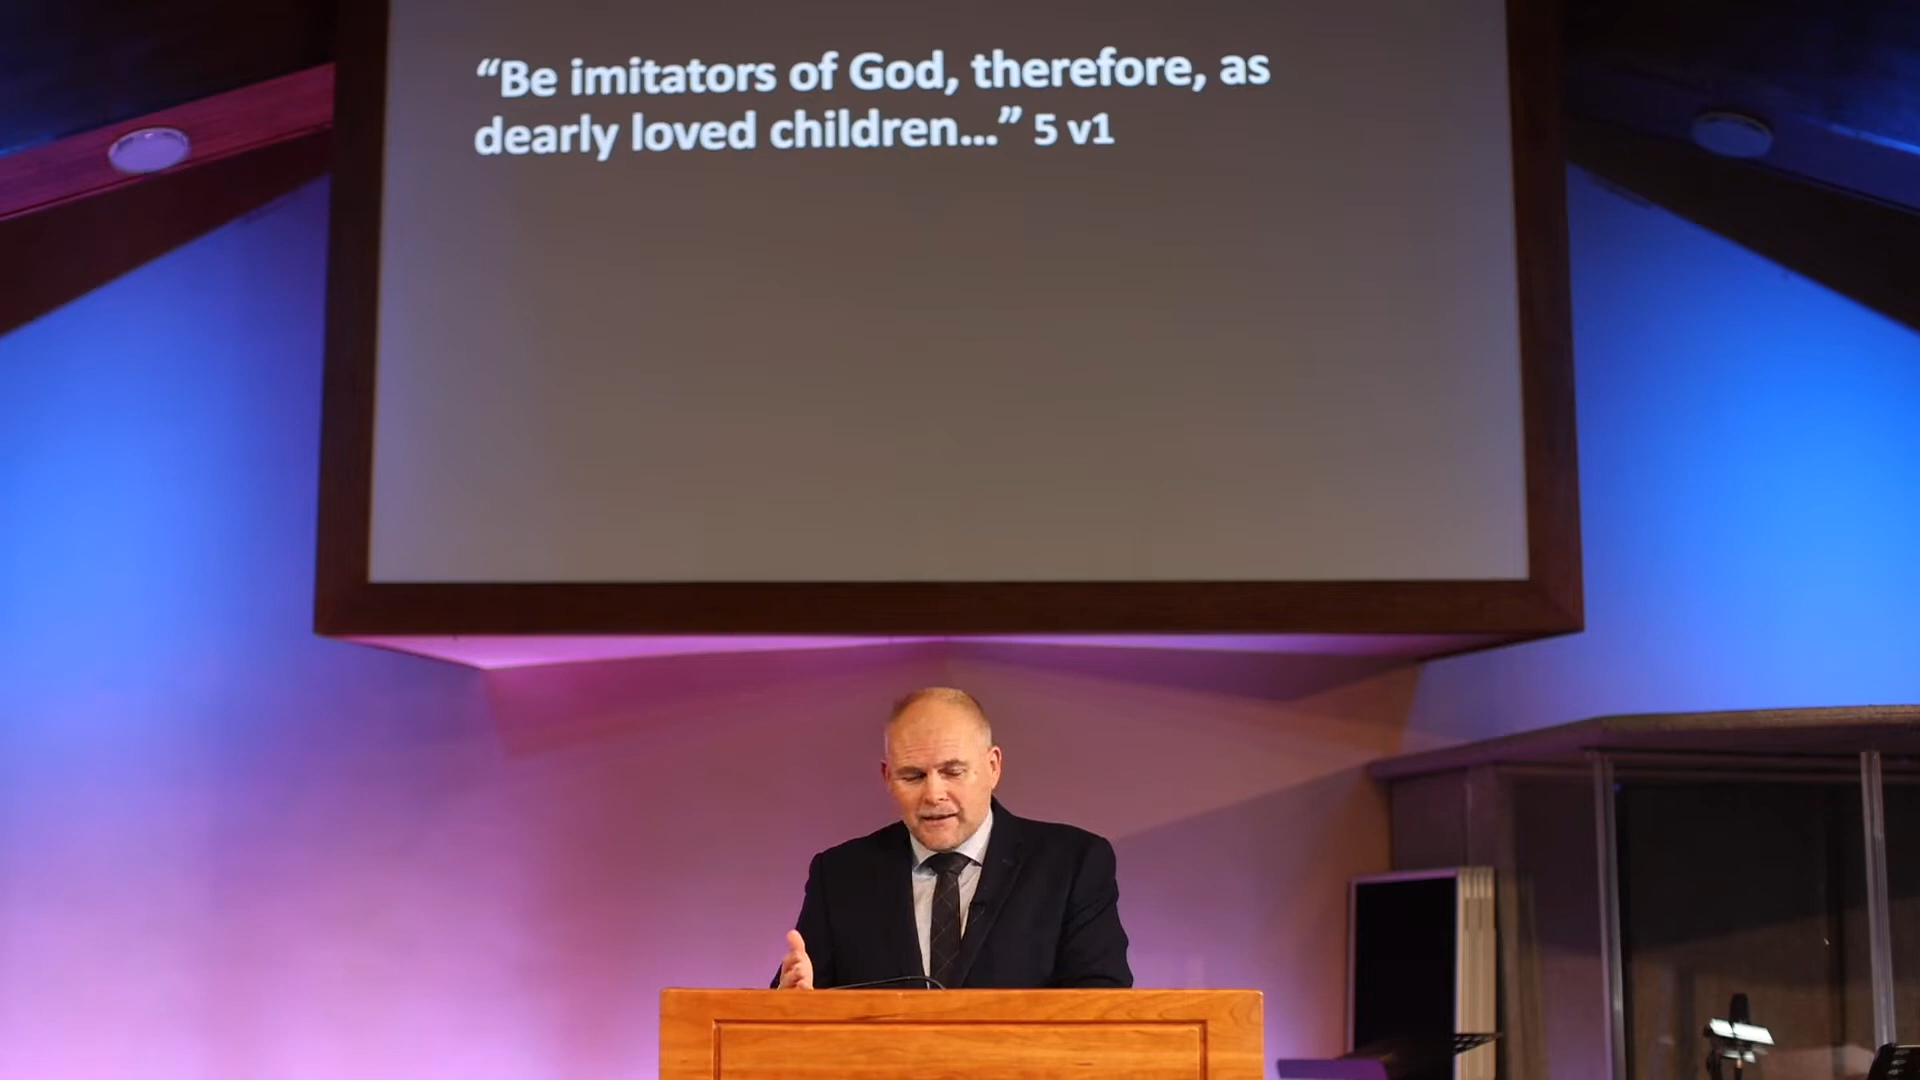 “Be imitators of God, therefore, as
dearly loved children...” 5 v1